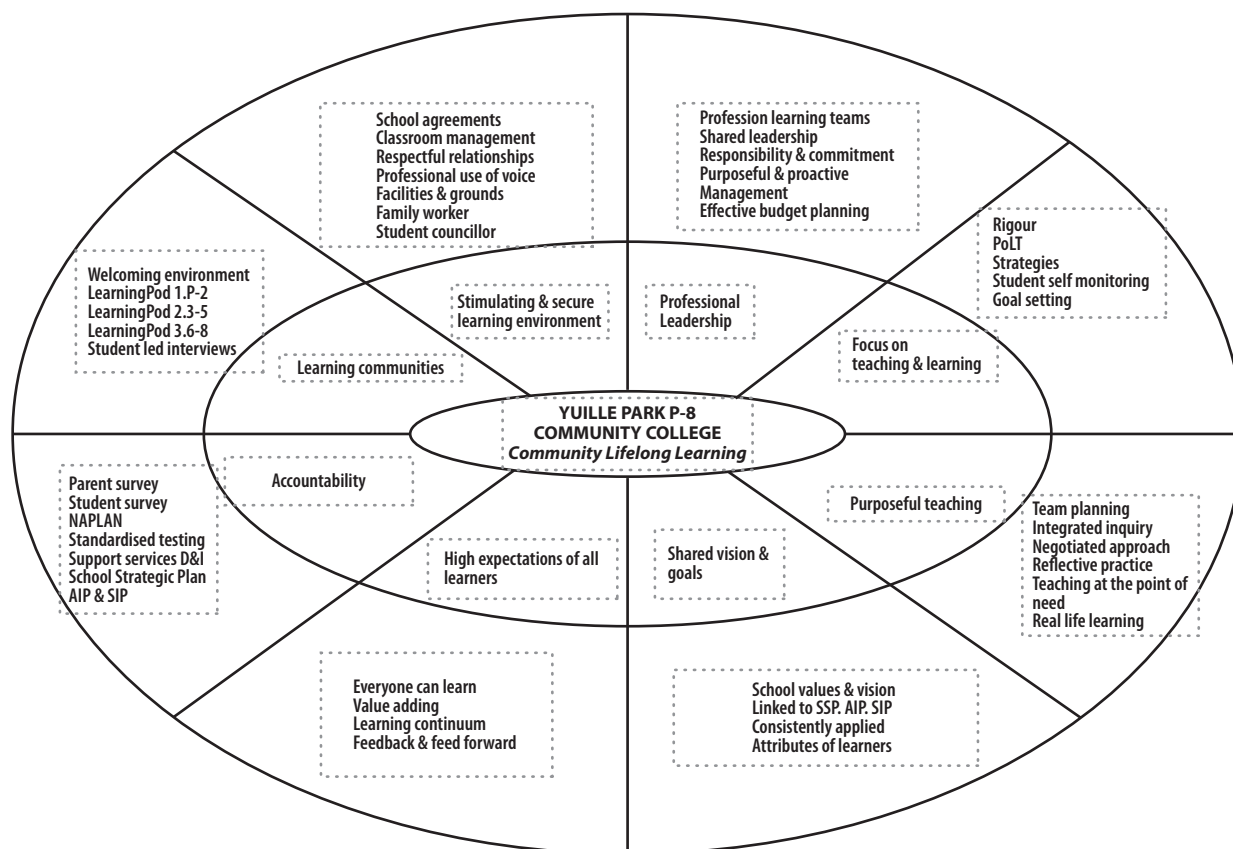 School agreements
Classroom management
Respectful relationships
Professional use of voice
Facilities & grounds
Family worker
Student councillor
Profession learning teams
Shared leadership
Responsibility & commitment
Purposeful & proactive
Management
Effective budget planning
Rigour
PoLT
Strategies
Student self monitoring
Goal setting
Welcoming environment
LearningPod 1.P-2
LearningPod 2.3-5
LearningPod 3.6-8
Student led interviews
Stimulating & secure
learning environment
Professional
Leadership
Learning communities
Focus on
teaching & learning
YUILLE PARK P-8
COMMUNITY COLLEGE
Community Lifelong Learning
Accountability
Purposeful teaching
High expectations of all
learners
Shared vision &
goals
Parent survey
Student survey
NAPLAN
Standardised testing
Support services D&I
School Strategic Plan
AIP & SIP
Team planning
Integrated inquiry
Negotiated approach
Reflective practice
Teaching at the point of
need
Real life learning
Everyone can learn
Value adding
Learning continuum
Feedback & feed forward
School values & vision
Linked to SSP. AIP. SIP
Consistently applied
Attributes of learners